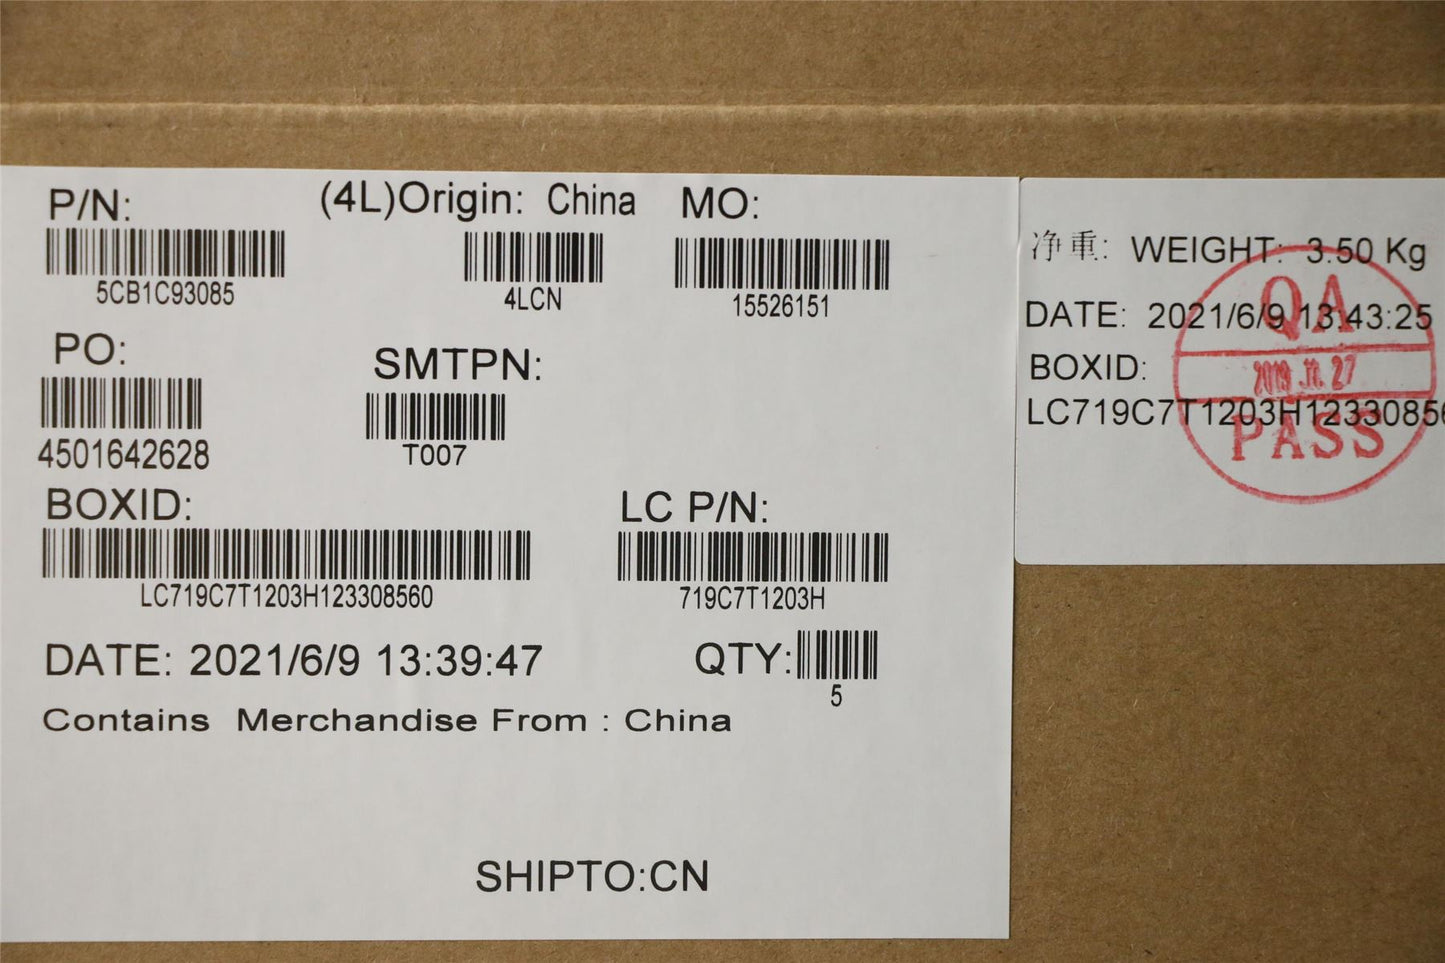 P/N:
(4L)Origin: China
MO:
5CB1C93085
4LCN
15526151
PO:
SMTPN:
4501642628
T007
BOXID:
LC P/N:
LC719C7T1203H123308560
719C7T1203H
DATE: 2021/6/9 13:39:47
QTY:
5
Contains Merchandise From : China
SHIPTO:CN
净重: WEIGHT: 3.50 Kg
DATE: 2021/6/9 13:43:25
BOXID:
LC719C7T1203H12330856
QA
PASS